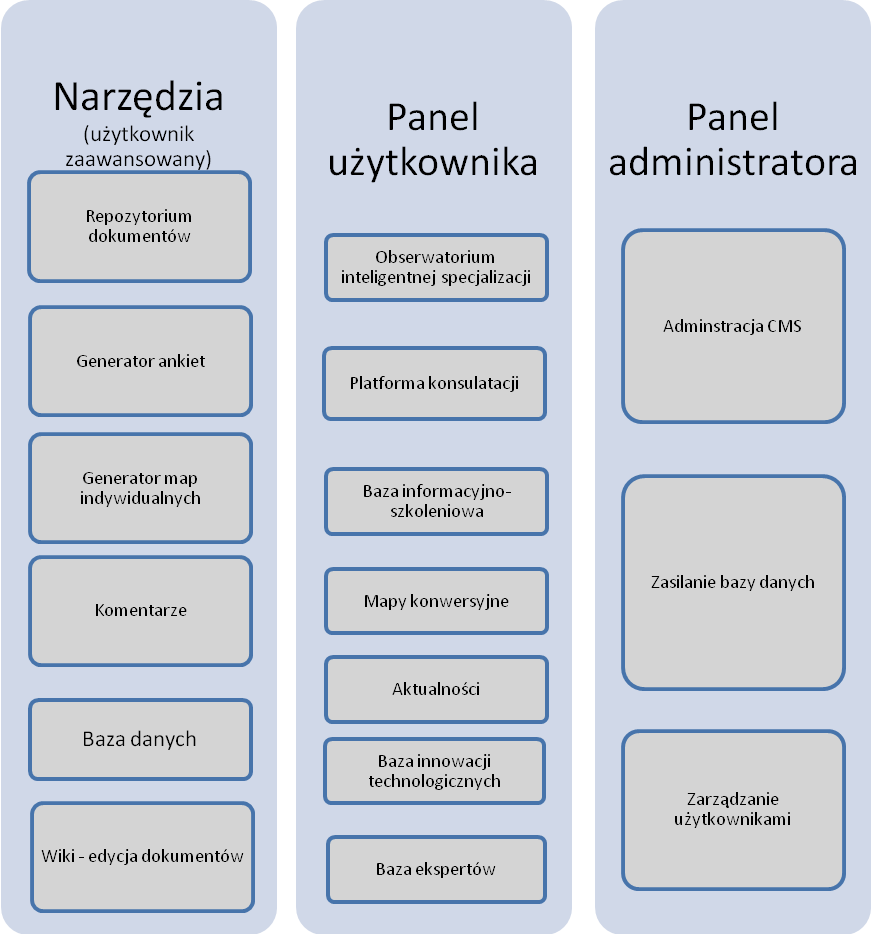 Narzędzia
(użytkownik
zaawansowany)
Repozytorium
dokumentów
Generator ankiet
Generator map
indywidualnych
Komentarze
Baza danych
Wiki - edycja dokumentów
Panel
użytkownika
Obserwatorium
inteligentnej specjalizacji
Platforma konsulatacji
Baza informacyjno-
szkoleniowa
Mapy konwersyjne
Aktualności
Baza innowacji
technologicznych
Baza ekspertów
Panel
administratora
Adminstracja CMS
Zasilanie bazy danych
Zarządzanie
użytkownikami